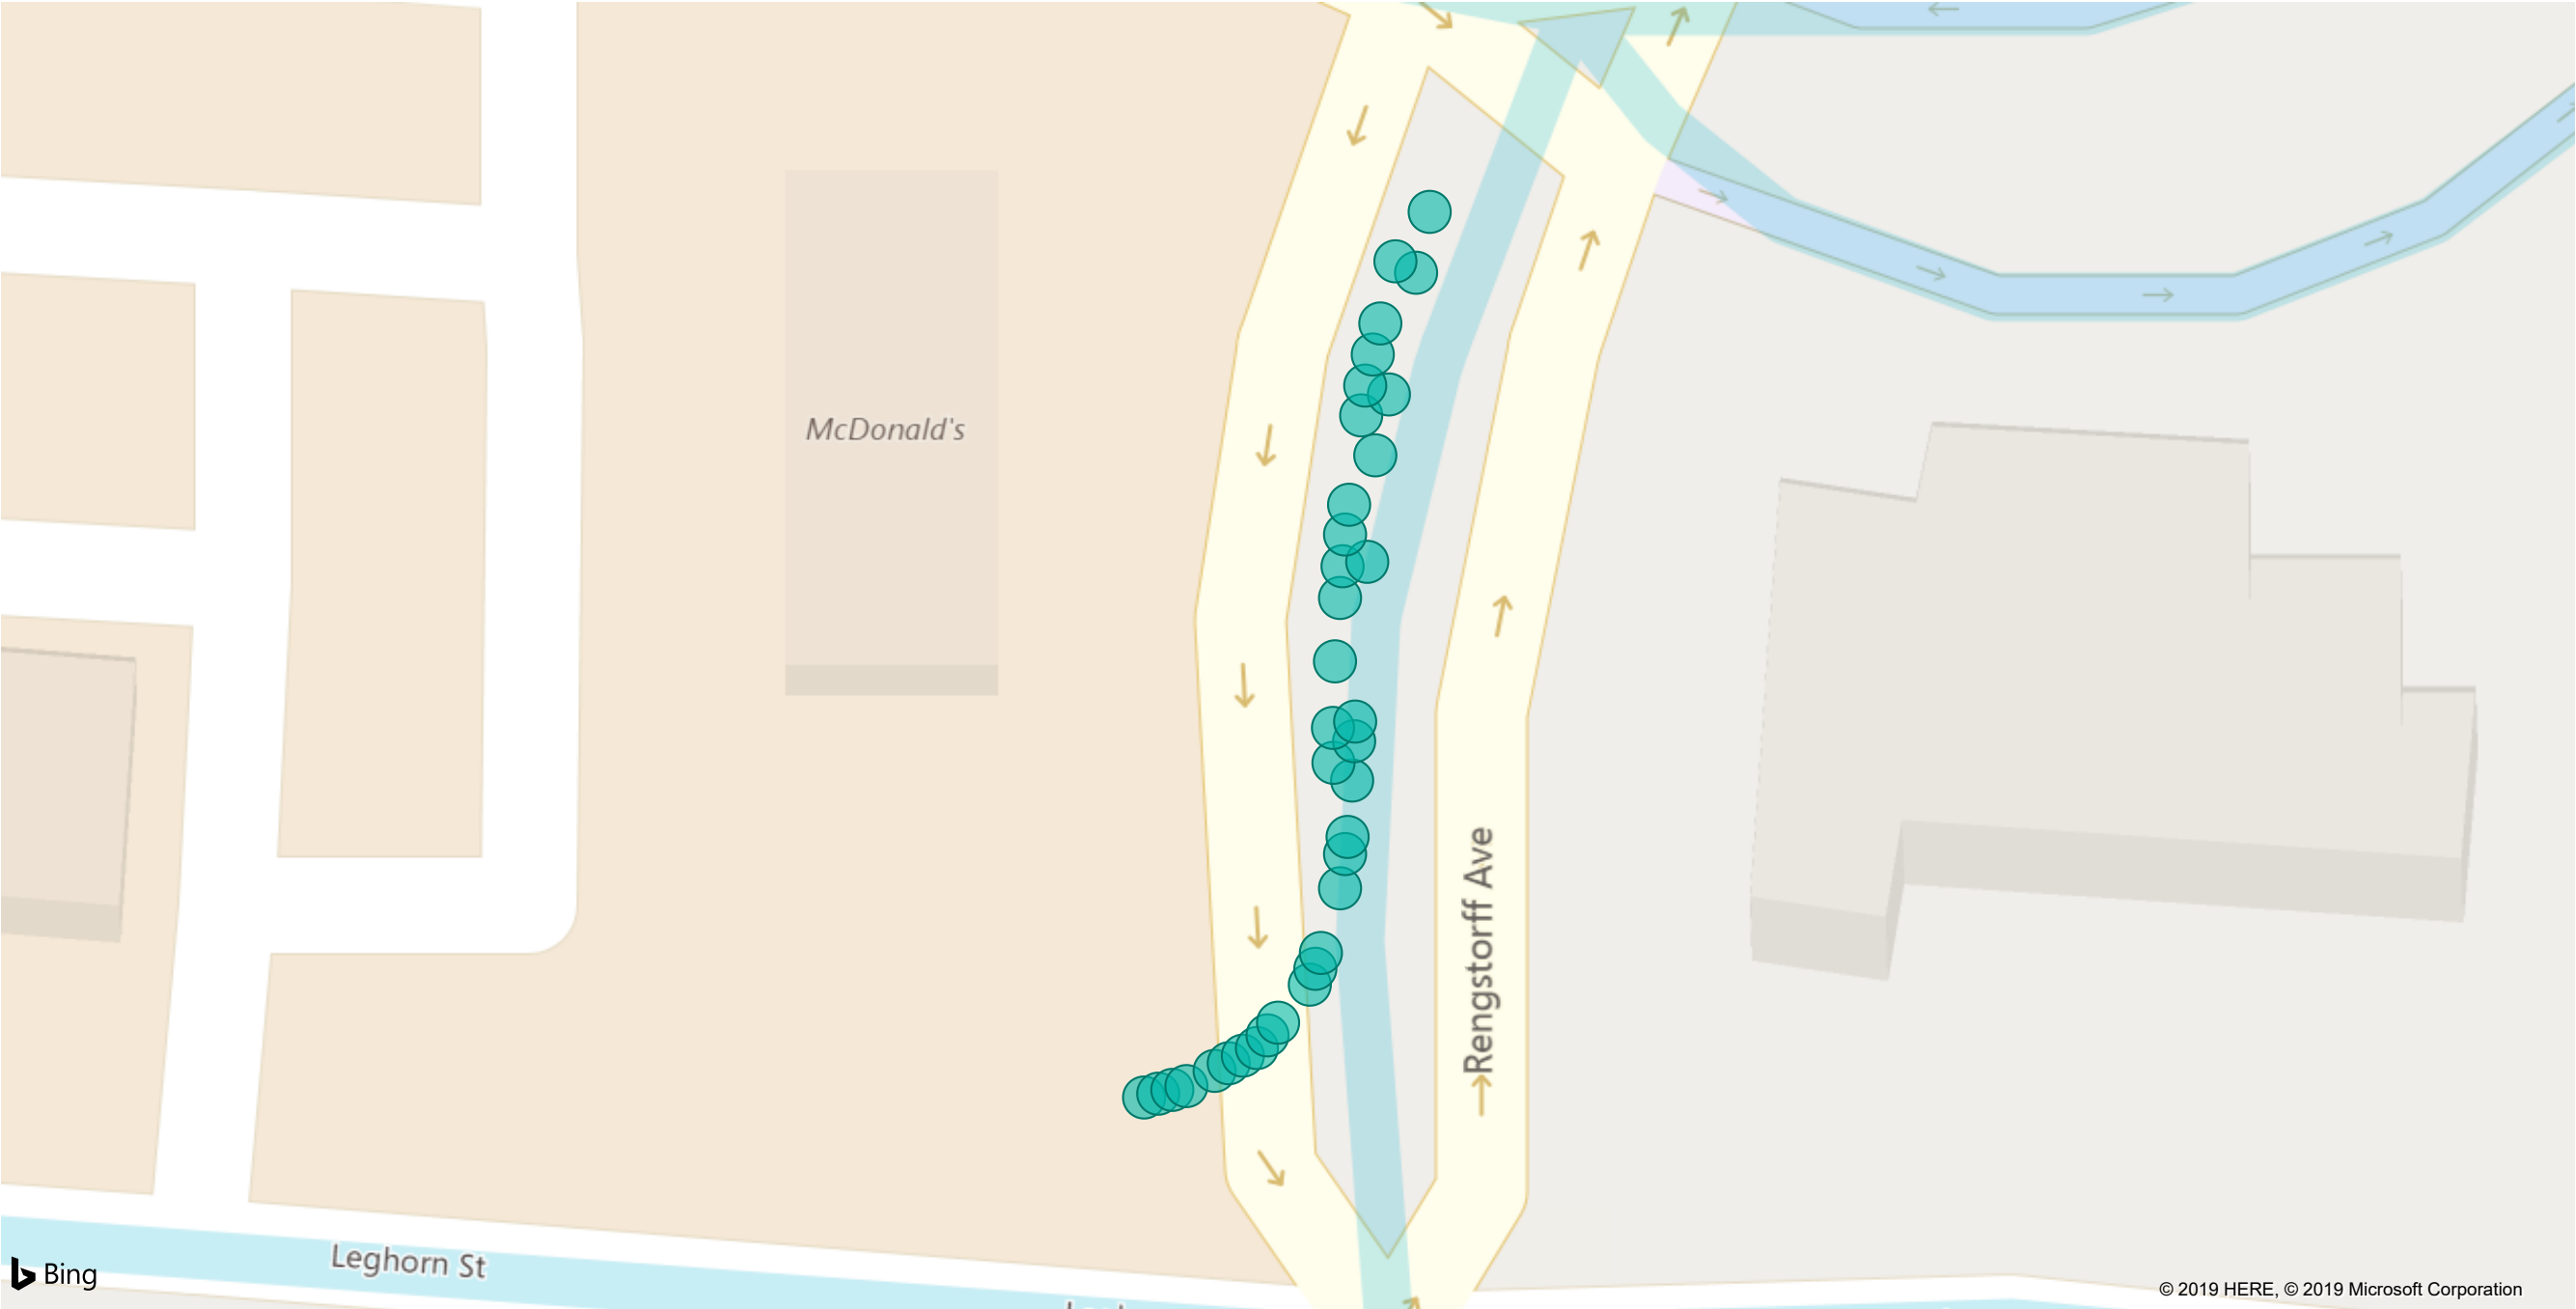 McDonald's
Rengstorff Ave
Leghorn St
Bing
© 2019 HERE, © 2019 Microsoft Corporation